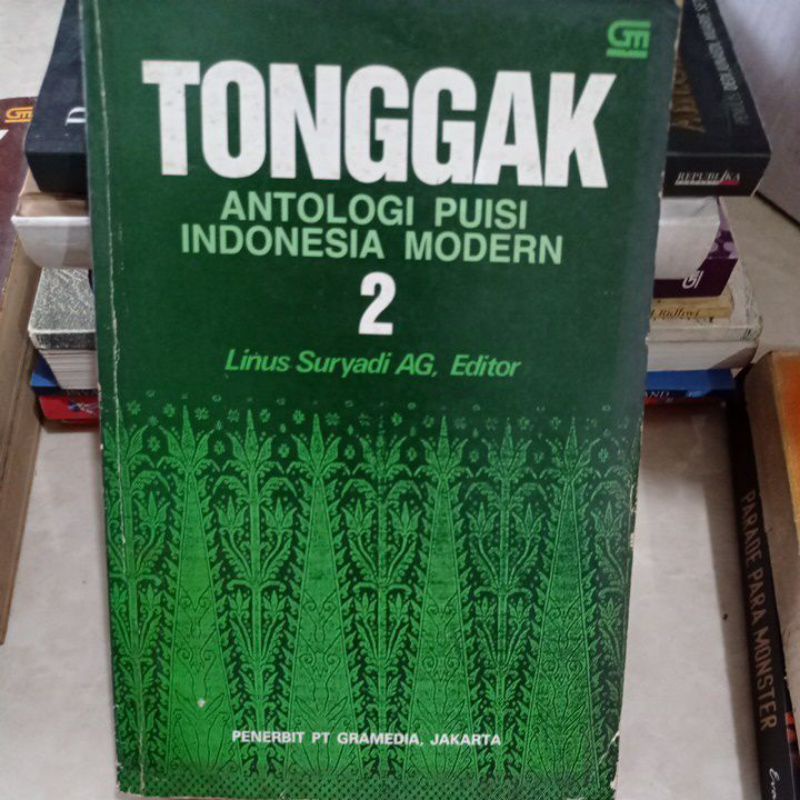 GM
TONGGAK
ANTOLOGI PUISI
INDONESIA MODERN
2
Linus Suryadi AG, Editor
PENERBIT PT GRAMEDIA, JAKARTA
REPUBLIKA
PARADE PARA MONSTER